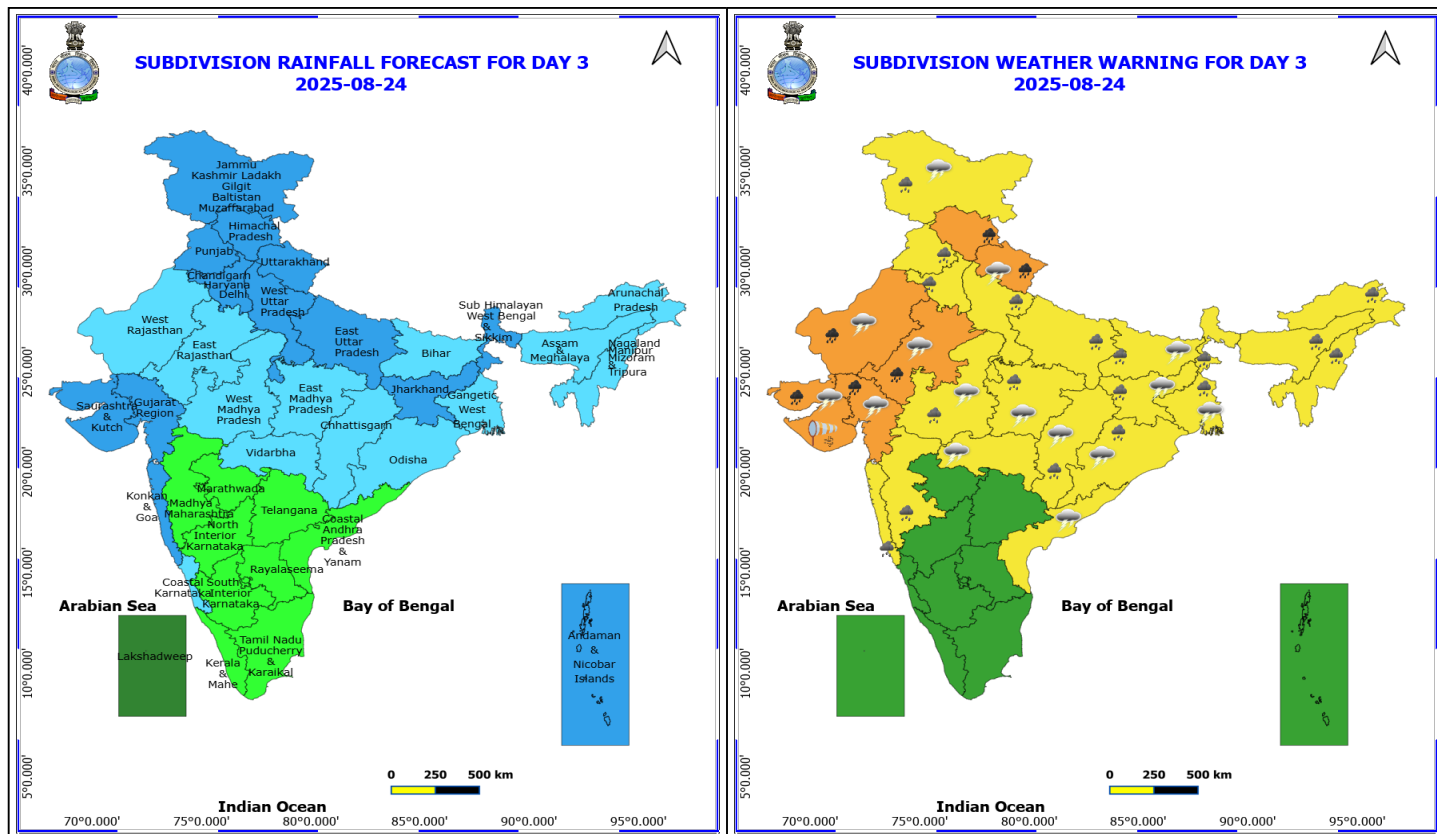 SUBDIVISION RAINFALL FORECAST FOR DAY 3
2025-08-24
40°0.000'
35°0.000'
30°0.000'
25°0.000'
20°0.000'
15°0.000'
10°0.000'
5°0.000'
Jammu
Kashmir Ladakh
Gilgit
Baltistan
Muzaffarabad
Himachal
Pradesh
Punjab
Uttarakhand
Chandigarh
Haryana
Delhi
West
Uttar
Pradesh
West
Rajasthan
East
Rajasthan
East
Uttar
Pradesh
Bihar
Sub Himalayan
West Bengal
&
Sikkim
Arunachal
Pradesh
Assam
&
Meghalaya
Nagaland
Manipur
Mizoram
&
Tripura
Saurashtra
&
Kutch
Gujarat
Region
West
Madhya
Pradesh
East
Madhya
Pradesh
Jharkhand
Gangetic
West
Bengal
Chhattisgarh
Vidarbha
Odisha
Konkan
&
Goa
Marathwada
Madhya
Maharashtra
North
Interior
Karnataka
Telangana
Coastal
Andhra
Pradesh
&
Yanam
Rayalaseema
Coastal
Karnataka
South
Interior
Karnataka
Arabian Sea
Bay of Bengal
Lakshadweep
Kerala
&
Mahe
Tamil Nadu
Puducherry
&
Karaikal
Andaman
&
Nicobar
Islands
0 250 500 km
Indian Ocean
70°0.000' 75°0.000' 80°0.000' 85°0.000' 90°0.000' 95°0.000'
SUBDIVISION WEATHER WARNING FOR DAY 3
2025-08-24
40°0.000'
35°0.000'
30°0.000'
25°0.000'
20°0.000'
15°0.000'
10°0.000'
5°0.000'
Arabian Sea
Bay of Bengal
0 250 500 km
Indian Ocean
70°0.000' 75°0.000' 80°0.000' 85°0.000' 90°0.000' 95°0.000'